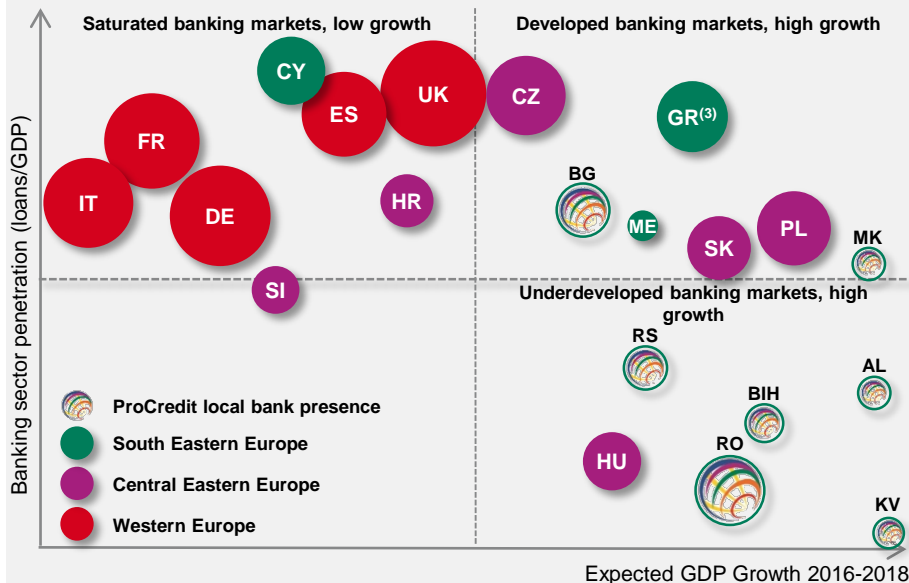 Saturated banking markets, low growth
Developed banking markets, high growth
Banking sector penetration (loans/GDP)
CY
ES
UK
CZ
GR(3)
FR
IT
DE
HR
BG
ME
SK
PL
MK
SI
Underdeveloped banking markets, high
growth
RS
AL
BIH
HU
RO
KV
ProCredit local bank presence
South Eastern Europe
Central Eastern Europe
Western Europe
Expected GDP Growth 2016-2018